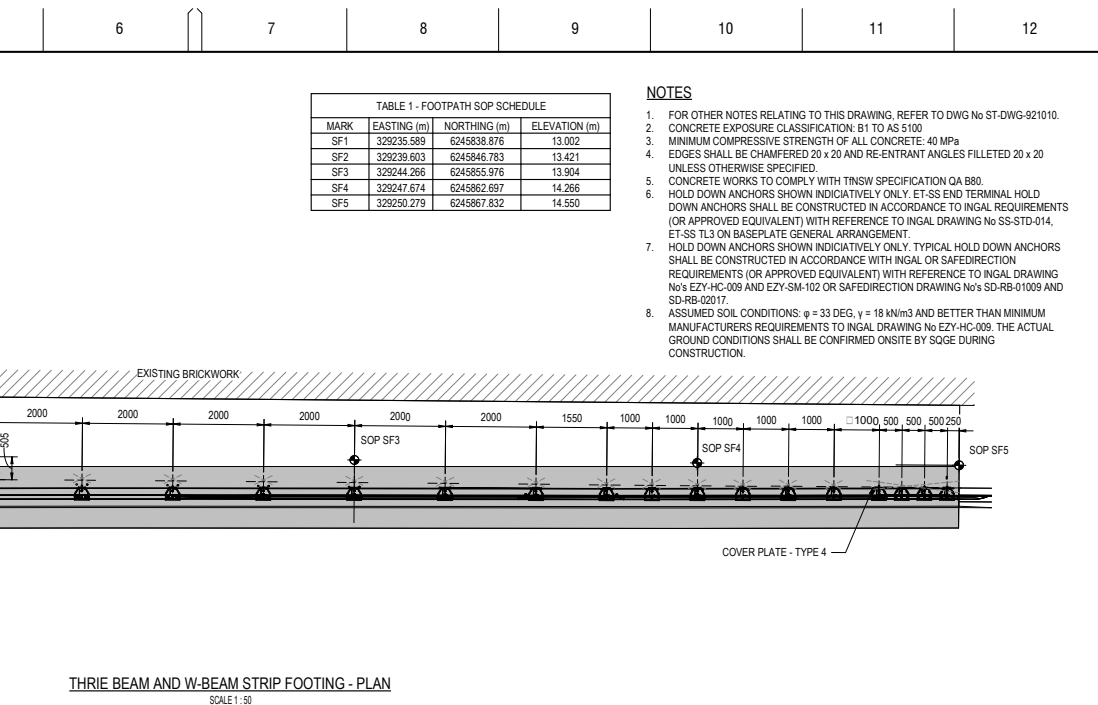 6 7 8 9 10 11 12
TABLE 1 - FOOTPATH SOP SCHEDULE
MARK EASTING (m) NORTHING (m) ELEVATION (m)
SF1 329235.589 6245838.876 13.002
SF2 329239.603 6245846.783 13.421
SF3 329244.266 6245855.976 13.904
SF4 329247.674 6245862.697 14.266
SF5 329250.279 6245867.832 14.550
NOTES
1. FOR OTHER NOTES RELATING TO THIS DRAWING, REFER TO DWG No ST-DWG-921010.
2. CONCRETE EXPOSURE CLASSIFICATION: B1 TO AS 5100
3. MINIMUM COMPRESSIVE STRENGTH OF ALL CONCRETE: 40 MPa
4. EDGES SHALL BE CHAMFERED 20 x 20 AND RE-ENTRANT ANGLES FILLETED 20 x 20
UNLESS OTHERWISE SPECIFIED.
5. CONCRETE WORKS TO COMPLY WITH TfNSW SPECIFICATION QA B80.
6. HOLD DOWN ANCHORS SHOWN INDICIATIVELY ONLY. ET-SS END TERMINAL HOLD
DOWN ANCHORS SHALL BE CONSTRUCTED IN ACCORDANCE TO INGAL REQUIREMENTS
(OR APPROVED EQUIVALENT) WITH REFERENCE TO INGAL DRAWING No SS-STD-014,
ET-SS TL3 ON BASEPLATE GENERAL ARRANGEMENT.
7. HOLD DOWN ANCHORS SHOWN INDICIATIVELY ONLY. TYPICAL HOLD DOWN ANCHORS
SHALL BE CONSTRUCTED IN ACCORDANCE WITH INGAL OR SAFEDIRECTION
REQUIREMENTS (OR APPROVED EQUIVALENT) WITH REFERENCE TO INGAL DRAWING
No's EZY-HC-009 AND EZY-SM-102 OR SAFEDIRECTION DRAWING No's SD-RB-01009 AND
SD-RB-02017.
8. ASSUMED SOIL CONDITIONS: φ = 33 DEG, γ = 18 kN/m3 AND BETTER THAN MINIMUM
MANUFACTURERS REQUIREMENTS TO INGAL DRAWING No EZY-HC-009. THE ACTUAL
GROUND CONDITIONS SHALL BE CONFIRMED ONSITE BY SQGE DURING
CONSTRUCTION.
EXISTING BRICKWORK
2000 2000 2000 2000 2000 2000 1550 1000 1000 1000 1000 1000 □1000 500 500 500 250
505
SOP SF3
SOP SF4
SOP SF5
COVER PLATE - TYPE 4
THRIE BEAM AND W-BEAM STRIP FOOTING - PLAN
SCALE 1 : 50